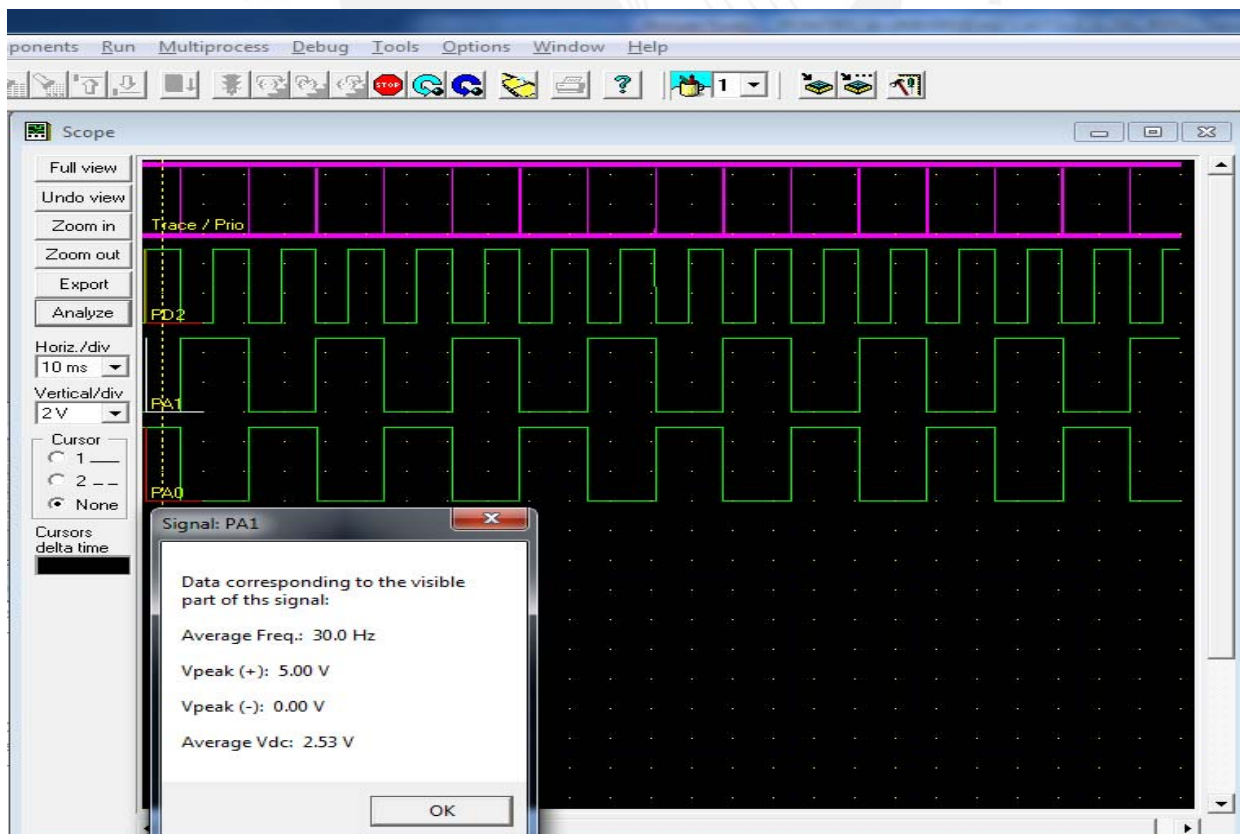 ponents Run Multiprocess Debug Tools Options Window Help
STOP ? 1
Scope
Full view
Undo view
Zoom in
Zoom out
Export
Analyze
Horiz./div
10 ms
Vertical/div
2 V
Cursor
1 ___
2 _ _
None
Cursors
delta time
Trace / Prio
PD2
PA1
PA0
Signal: PA1
Data corresponding to the visible
part of ths signal:
Average Freq.: 30.0 Hz
Vpeak (+): 5.00 V
Vpeak (-): 0.00 V
Average Vdc: 2.53 V
OK